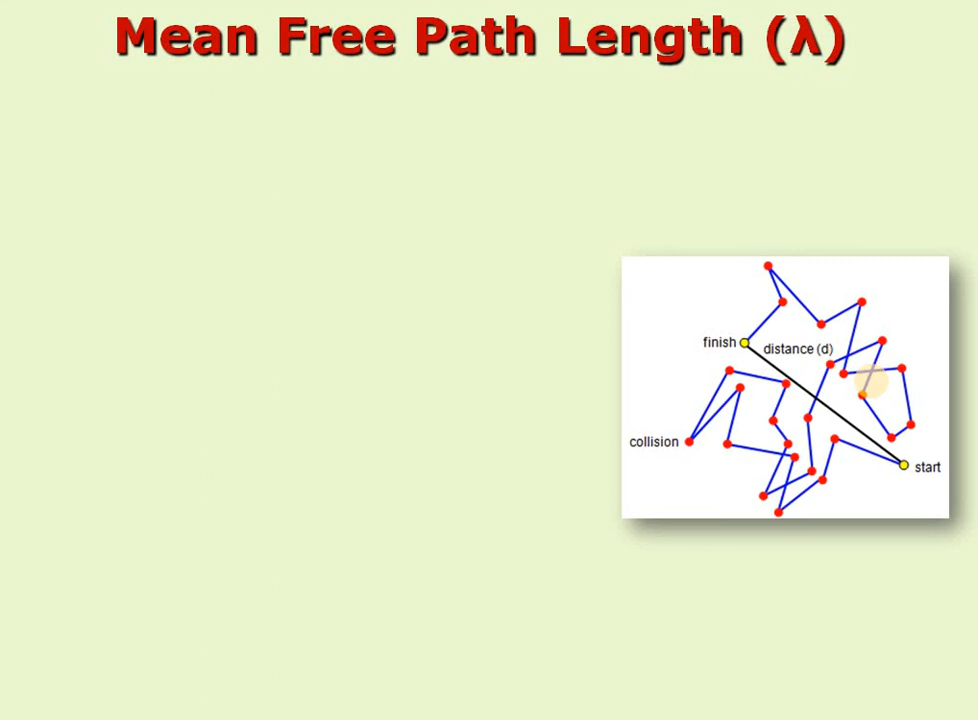 Mean Free Path Length (λ)
finish
distance (d)
collision
start